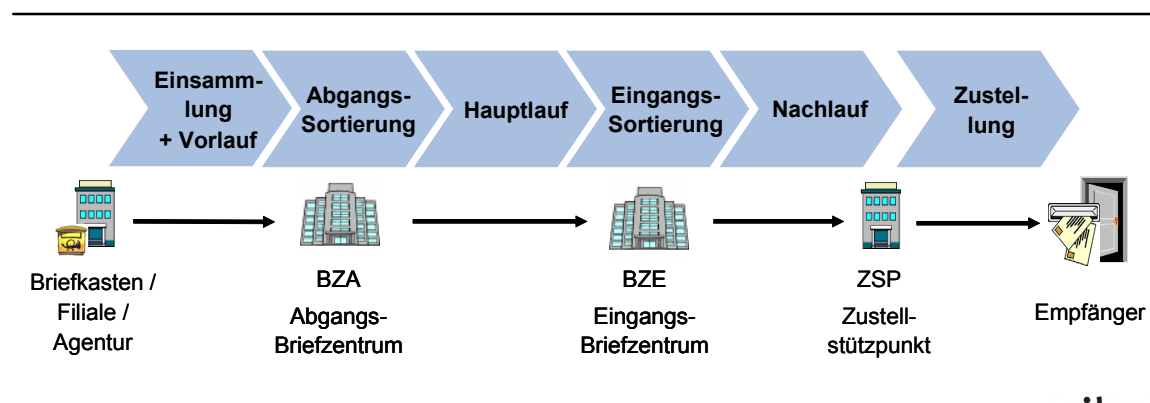 Einsamm-
lung
+ Vorlauf
Abgangs-
Sortierung
Hauptlauf
Eingangs-
Sortierung
Nachlauf
Zustel-
lung
Briefkasten /
Filiale /
Agentur
BZA
Abgangs-
Briefzentrum
BZE
Eingangs-
Briefzentrum
ZSP
Zustell-
stützpunkt
Empfänger